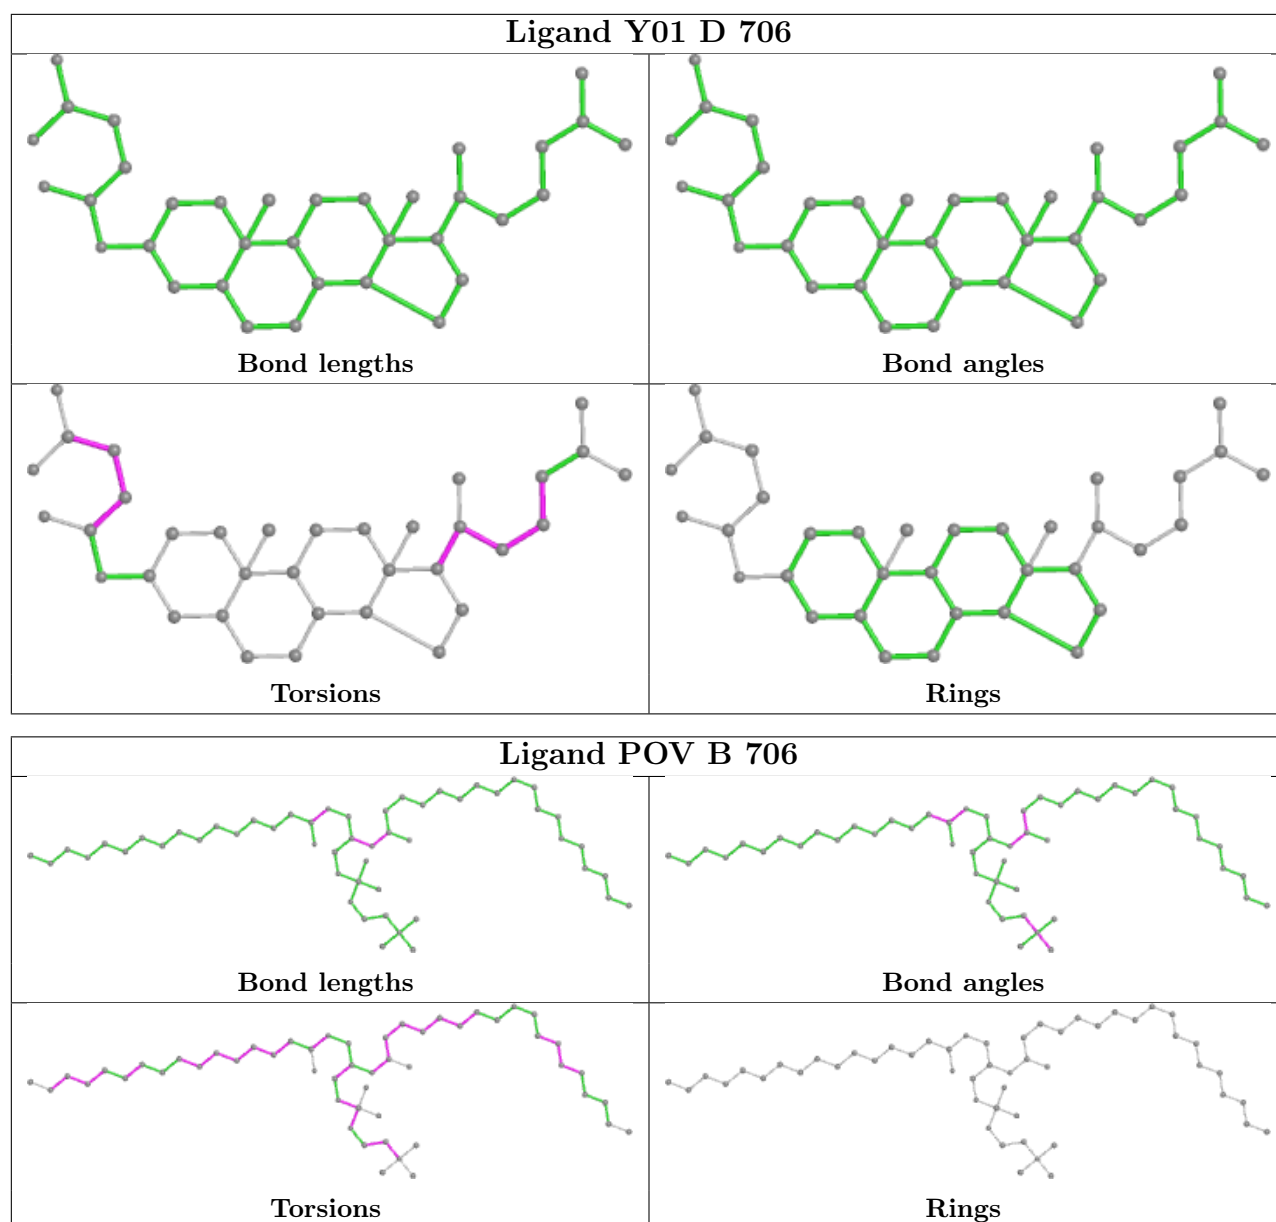 Ligand Y01 D 706
Bond lengths
Bond angles
Torsions
Rings
Ligand POV B 706
Bond lengths
Bond angles
Torsions
Rings